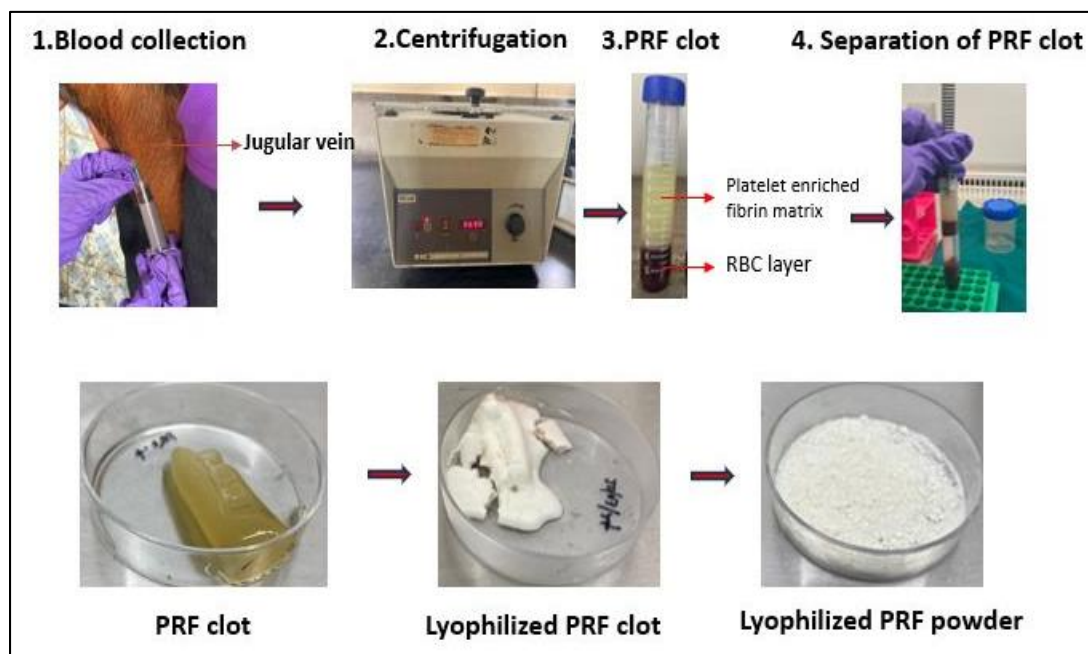 1.Blood collection
2.Centrifugation
3.PRF clot
4. Separation of PRF clot
Jugular vein
Platelet enriched
fibrin matrix
RBC layer
PRF clot
Lyophilized PRF clot
Lyophilized PRF powder